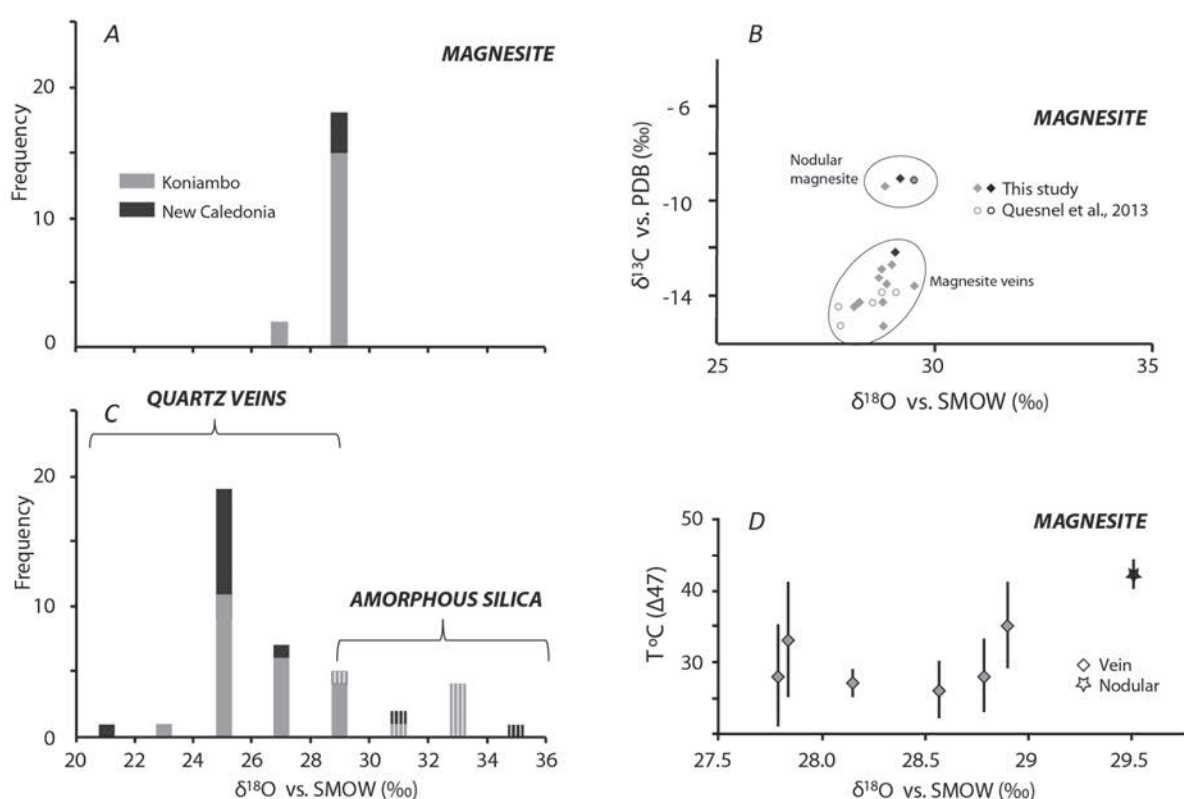 A
MAGNESITE
Frequency
20
10
0
Koniambo
New Caledonia
B
MAGNESITE
δ¹³C vs. PDB (‰)
- 6
-10
-14
Nodular
magnesite
This study
Quesnel et al., 2013
Magnesite veins
25
30
35
δ¹⁸O vs. SMOW (‰)
C
QUARTZ VEINS
AMORPHOUS SILICA
Frequency
20
10
0
20
22
24
26
28
29
31
32
34
36
δ¹⁸O vs. SMOW (‰)
D
MAGNESITE
T°C (Δ47)
50
40
30
Vein
Nodular
27.5
28.0
28.5
29
29.5
δ¹⁸O vs. SMOW (‰)